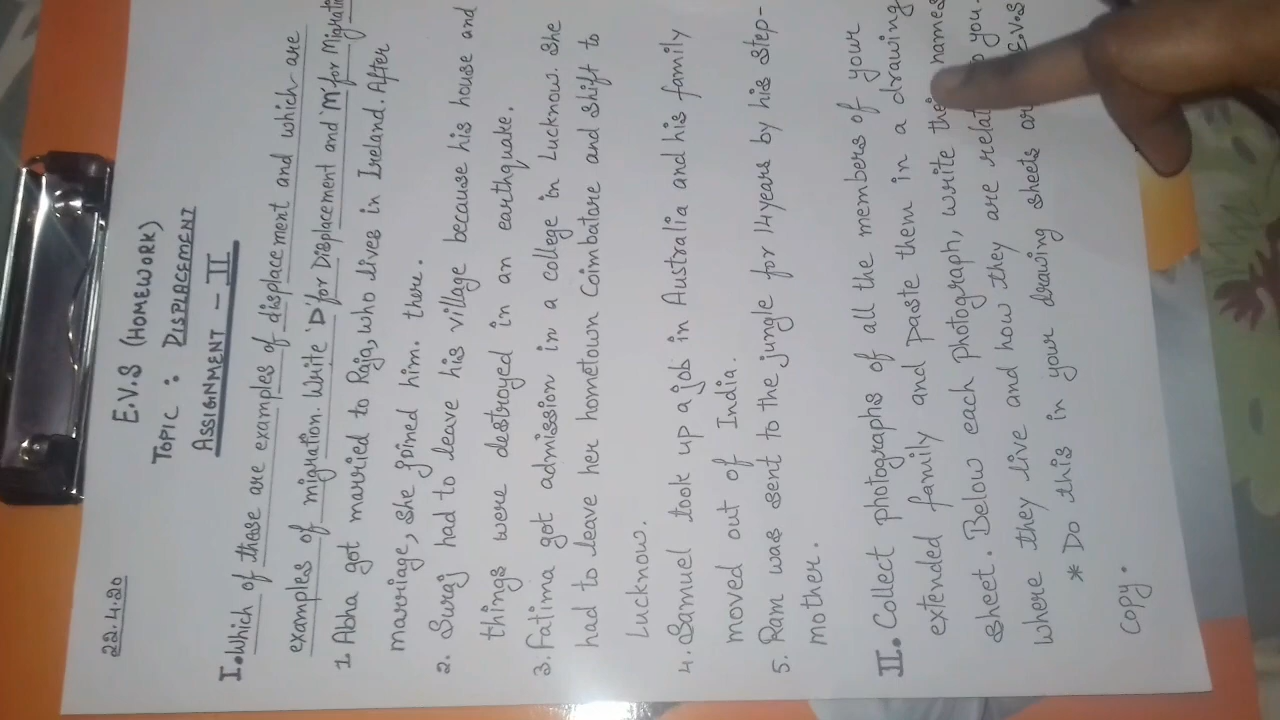 22.4.20
E.V.S (HOMEWORK)
TOPIC : DISPLACEMENT
ASSIGNMENT - II
I. Which of these are examples of displacement and which are
examples of migration. Write 'D' for Displacement and 'M' for Migration
1. Abha got married to Raja, who lives in Ireland. After
marriage, she joined him. there.
2. Suraj had to leave his village because his house and
things were destroyed in an earthquake.
3. Fatima got admission in a college in Lucknow. She
had to leave her hometown Coimbatare and shift to
Lucknow.
4. Samuel took up a job in Australia and his family
moved out of India.
5. Ram was sent to the jungle for 14years by his step-
mother.
II. Collect photographs of all the members of your
extended family and paste them in a drawing
sheet. Below each photograph, write names
where they live and how they are you.
* Do this in your drawing sheets E.V.S
copy.